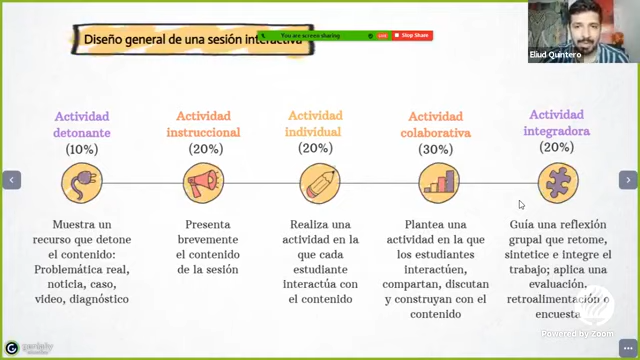 Diseño general de una sesión interactiva
You are screen sharing
LIVE
Stop Share
Eliud Quintero
Actividad
detonante
(10%)
Muestra un
recurso que detone
el contenido:
Problemática real,
noticia, caso,
video, diagnóstico
Actividad
instruccional
(20%)
Presenta
brevemente
el contenido
de la sesión
Actividad
individual
(20%)
Realiza una
actividad en la
que cada
estudiante
interactúa con
el contenido
Actividad
colaborativa
(30%)
Plantea una
actividad en la que
los estudiantes
interactúen,
compartan, discutan
y construyan con el
contenido
Actividad
integradora
(20%)
Guía una reflexión
grupal que retome,
sintetice e integre el
trabajo; aplica una
evaluación,
retroalimentación o
encuesta
Powered by Zoom
genially